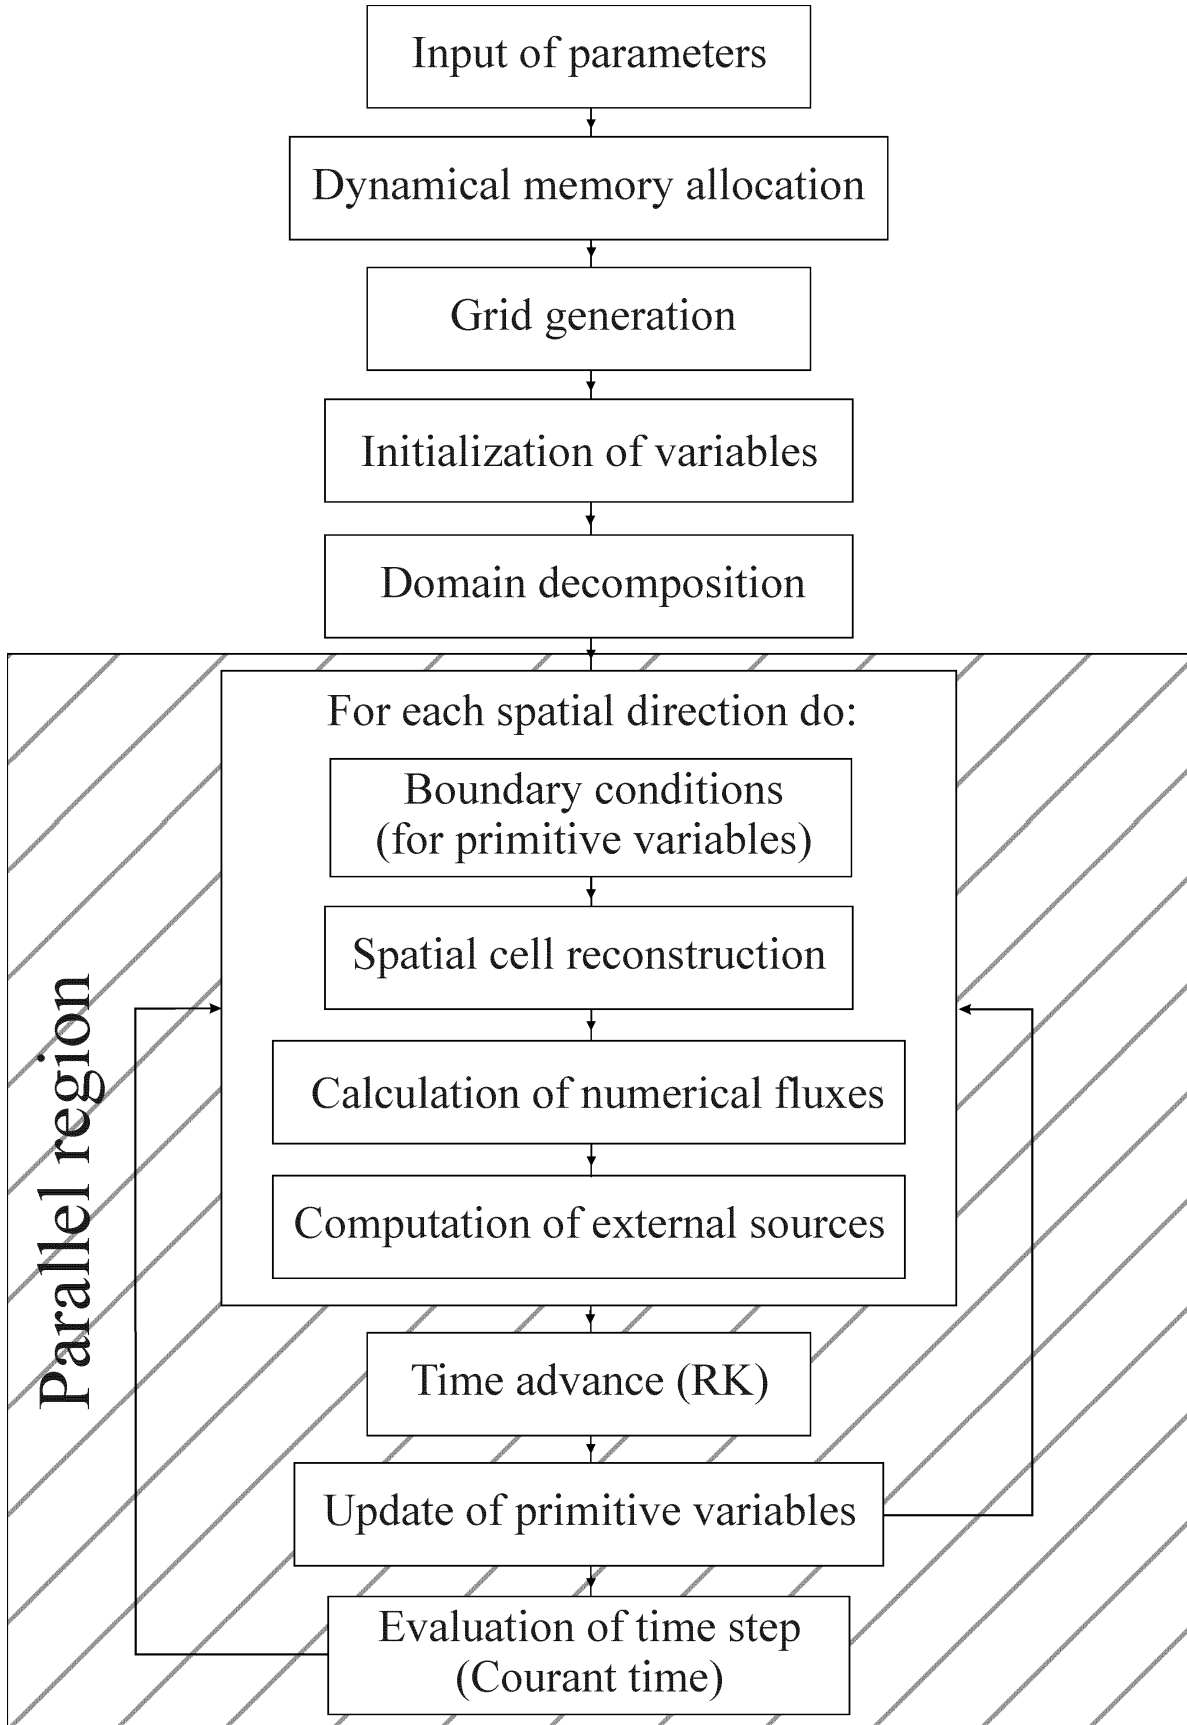 Input of parameters
Dynamical memory allocation
Grid generation
Initialization of variables
Domain decomposition
For each spatial direction do:
Boundary conditions
(for primitive variables)
Spatial cell reconstruction
Calculation of numerical fluxes
Computation of external sources
Time advance (RK)
Update of primitive variables
Evaluation of time step
(Courant time)
Parallel region